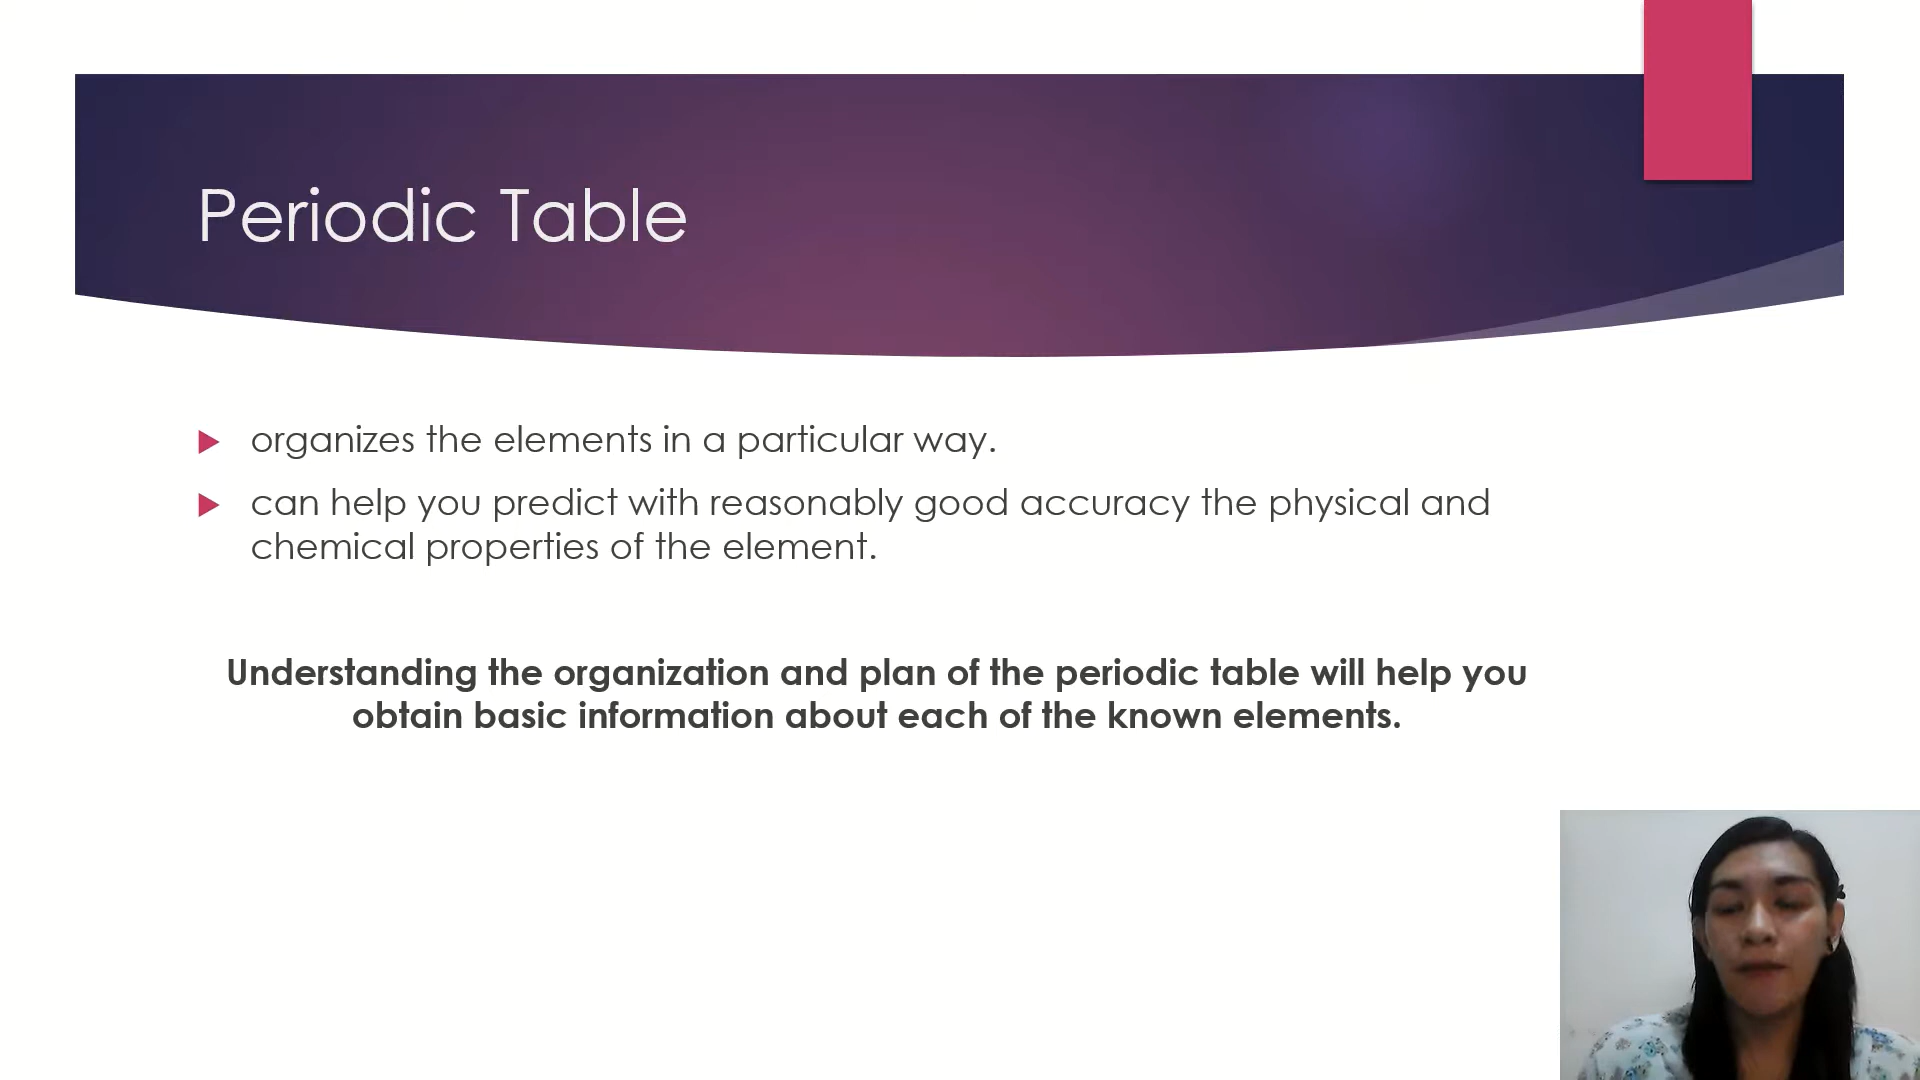 Periodic Table
organizes the elements in a particular way.
can help you predict with reasonably good accuracy the physical and
chemical properties of the element.
Understanding the organization and plan of the periodic table will help you
obtain basic information about each of the known elements.